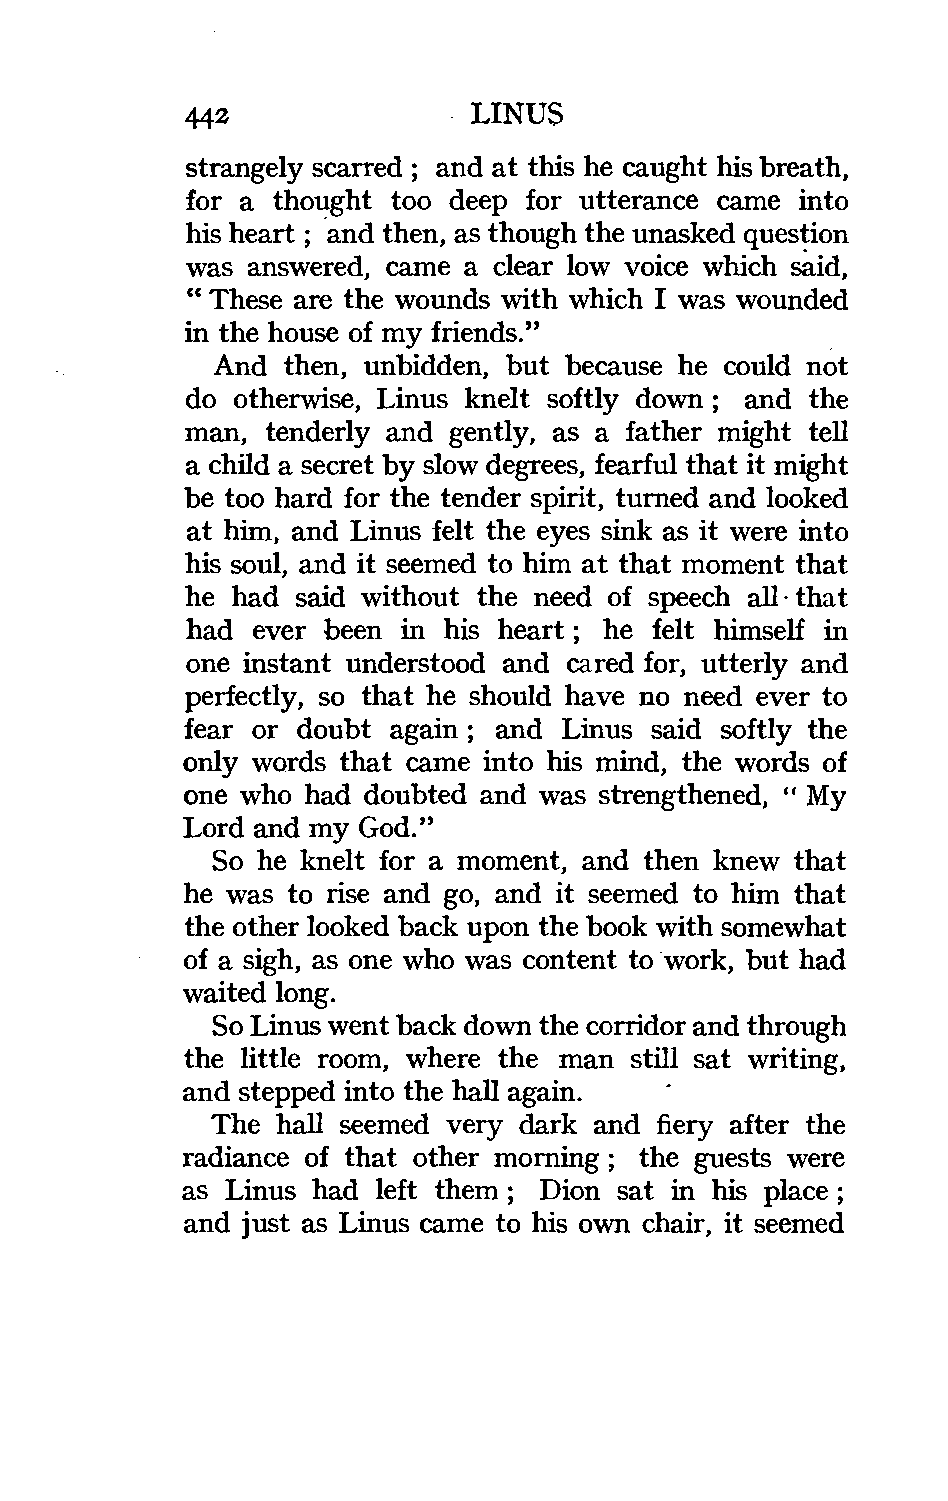 442 LINUS
strangely scarred ; and at this he caught his breath,
for a thought too deep for utterance came into
his heart ; and then, as though the unasked question
was answered, came a clear low voice which said,
“ These are the wounds with which I was wounded
in the house of my friends.”
And then, unbidden, but because he could not
do otherwise, Linus knelt softly down ; and the
man, tenderly and gently, as a father might tell
a child a secret by slow degrees, fearful that it might
be too hard for the tender spirit, turned and looked
at him, and Linus felt the eyes sink as it were into
his soul, and it seemed to him at that moment that
he had said without the need of speech all that
had ever been in his heart ; he felt himself in
one instant understood and cared for, utterly and
perfectly, so that he should have no need ever to
fear or doubt again ; and Linus said softly the
only words that came into his mind, the words of
one who had doubted and was strengthened, “ My
Lord and my God.”
So he knelt for a moment, and then knew that
he was to rise and go, and it seemed to him that
the other looked back upon the book with somewhat
of a sigh, as one who was content to work, but had
waited long.
So Linus went back down the corridor and through
the little room, where the man still sat writing,
and stepped into the hall again.
The hall seemed very dark and fiery after the
radiance of that other morning ; the guests were
as Linus had left them ; Dion sat in his place ;
and just as Linus came to his own chair, it seemed